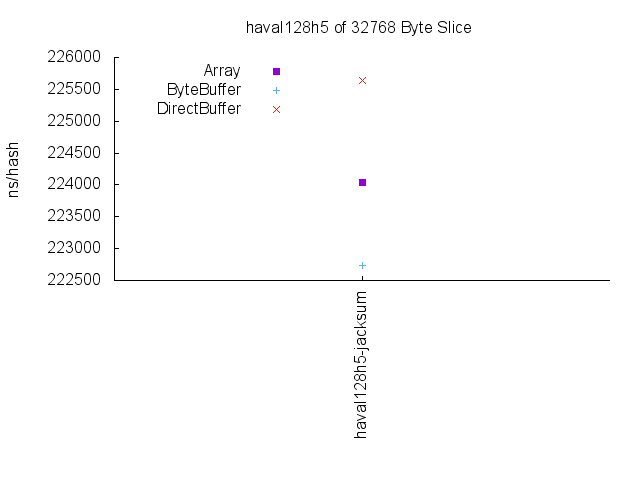 haval128h5 of 32768 Byte Slice
226000
225500
225000
224500
224000
223500
223000
222500
ns/hash
Array
ByteBuffer
DirectBuffer
haval128h5-jacksum